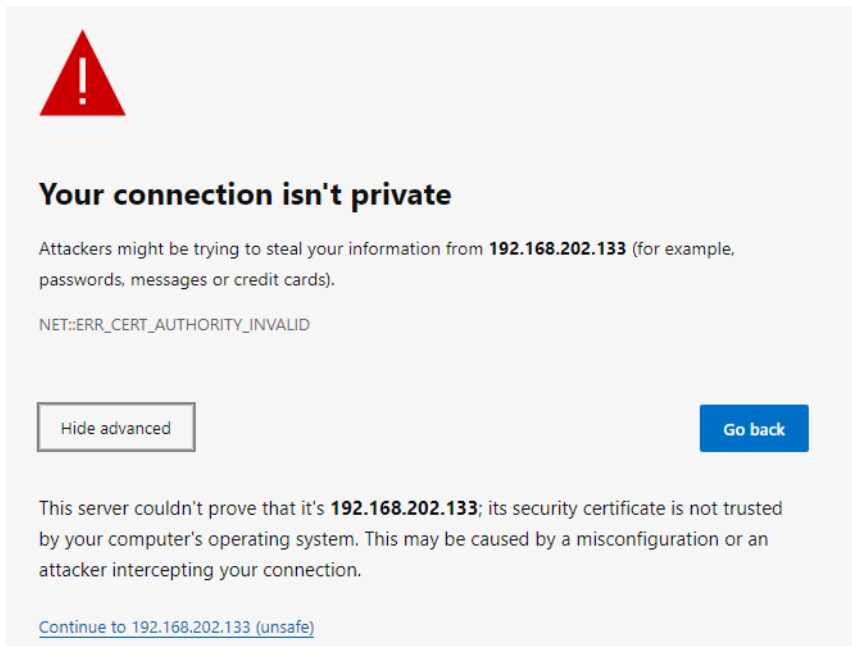 Your connection isn't private
Attackers might be trying to steal your information from 192.168.202.133 (for example,
passwords, messages or credit cards).
NET::ERR_CERT_AUTHORITY_INVALID
Hide advanced
Go back
This server couldn't prove that it's 192.168.202.133; its security certificate is not trusted
by your computer's operating system. This may be caused by a misconfiguration or an
attacker intercepting your connection.
Continue to 192.168.202.133 (unsafe)